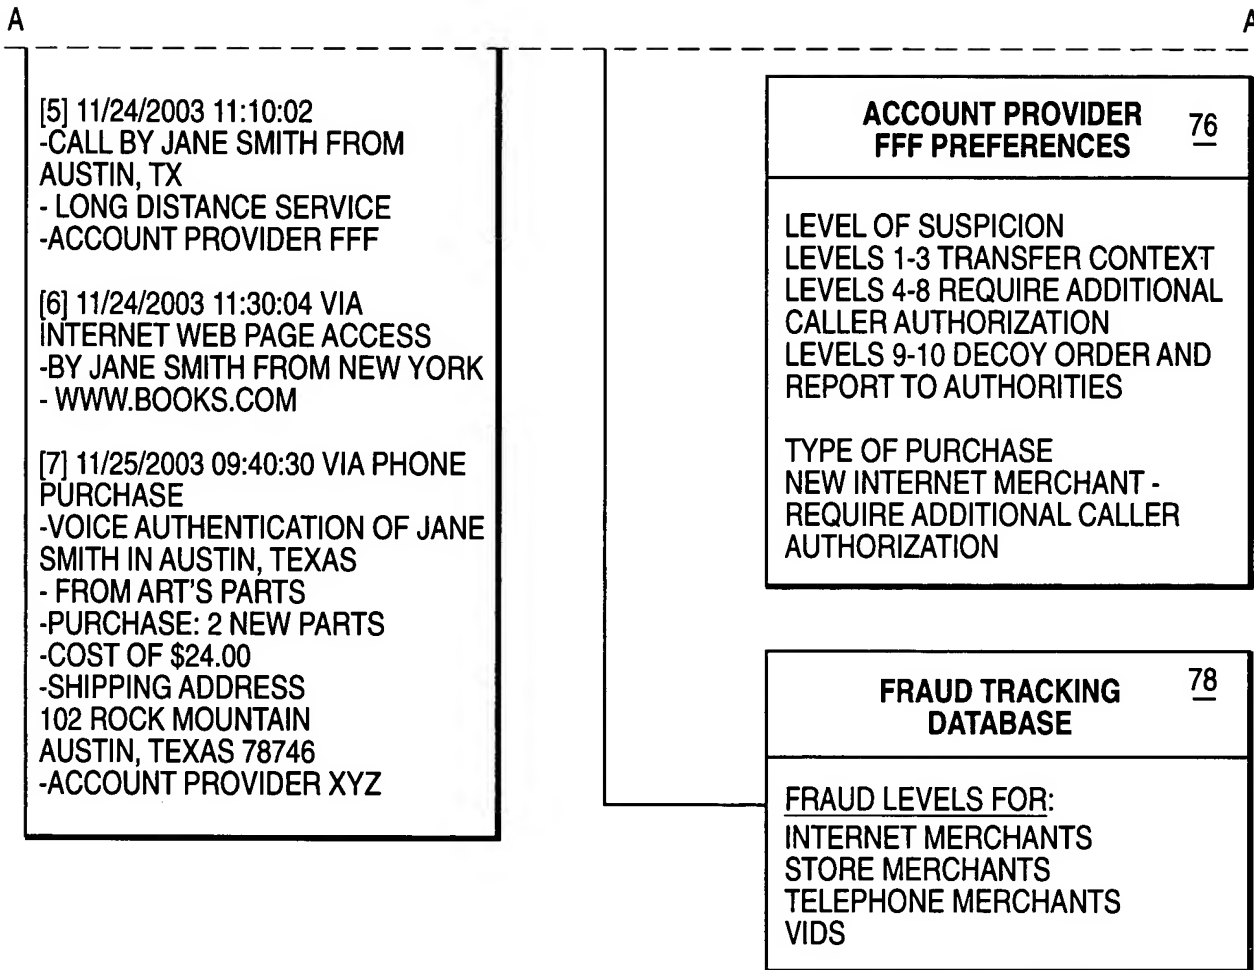 A
A
[5] 11/24/2003 11:10:02
-CALL BY JANE SMITH FROM
AUSTIN, TX
- LONG DISTANCE SERVICE
-ACCOUNT PROVIDER FFF
[6] 11/24/2003 11:30:04 VIA
INTERNET WEB PAGE ACCESS
-BY JANE SMITH FROM NEW YORK
- WWW.BOOKS.COM
[7] 11/25/2003 09:40:30 VIA PHONE
PURCHASE
-VOICE AUTHENTICATION OF JANE
SMITH IN AUSTIN, TEXAS
- FROM ART'S PARTS
-PURCHASE: 2 NEW PARTS
-COST OF $24.00
-SHIPPING ADDRESS
102 ROCK MOUNTAIN
AUSTIN, TEXAS 78746
-ACCOUNT PROVIDER XYZ
ACCOUNT PROVIDER 76
FFF PREFERENCES
LEVEL OF SUSPICION
LEVELS 1-3 TRANSFER CONTEXT
LEVELS 4-8 REQUIRE ADDITIONAL
CALLER AUTHORIZATION
LEVELS 9-10 DECOY ORDER AND
REPORT TO AUTHORITIES
TYPE OF PURCHASE
NEW INTERNET MERCHANT -
REQUIRE ADDITIONAL CALLER
AUTHORIZATION
FRAUD TRACKING 78
DATABASE
FRAUD LEVELS FOR:
INTERNET MERCHANTS
STORE MERCHANTS
TELEPHONE MERCHANTS
VIDS